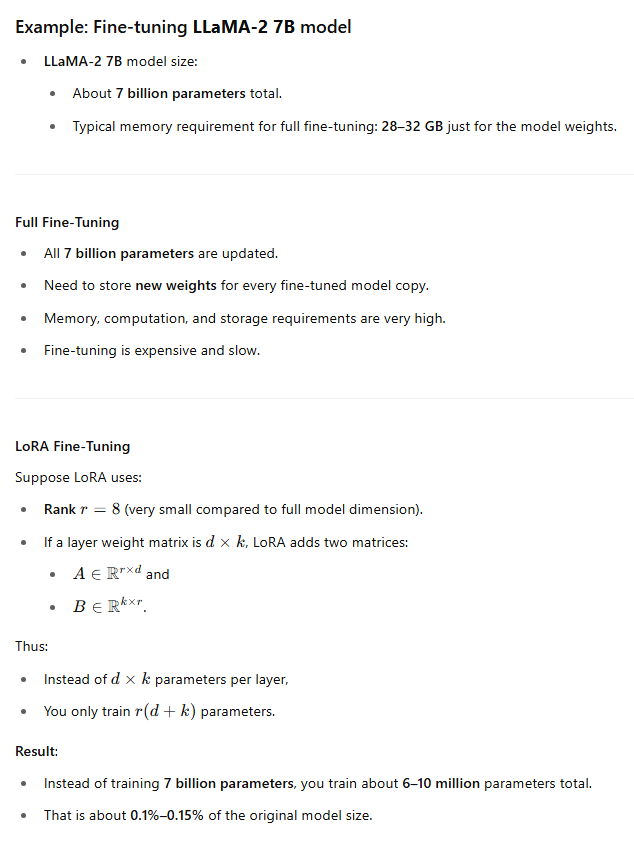 Example: Fine-tuning LLaMA-2 7B model
• LLaMA-2 7B model size:
• About 7 billion parameters total.
• Typical memory requirement for full fine-tuning: 28–32 GB just for the model weights.
Full Fine-Tuning
• All 7 billion parameters are updated.
• Need to store new weights for every fine-tuned model copy.
• Memory, computation, and storage requirements are very high.
• Fine-tuning is expensive and slow.
LoRA Fine-Tuning
Suppose LoRA uses:
• Rank r = 8 (very small compared to full model dimension).
• If a layer weight matrix is d × k, LoRA adds two matrices:
• A ∈ ℝ^{r×d} and
• B ∈ ℝ^{k×r}.
Thus:
• Instead of d × k parameters per layer,
• You only train r(d + k) parameters.
Result:
• Instead of training 7 billion parameters, you train about 6–10 million parameters total.
• That is about 0.1%–0.15% of the original model size.